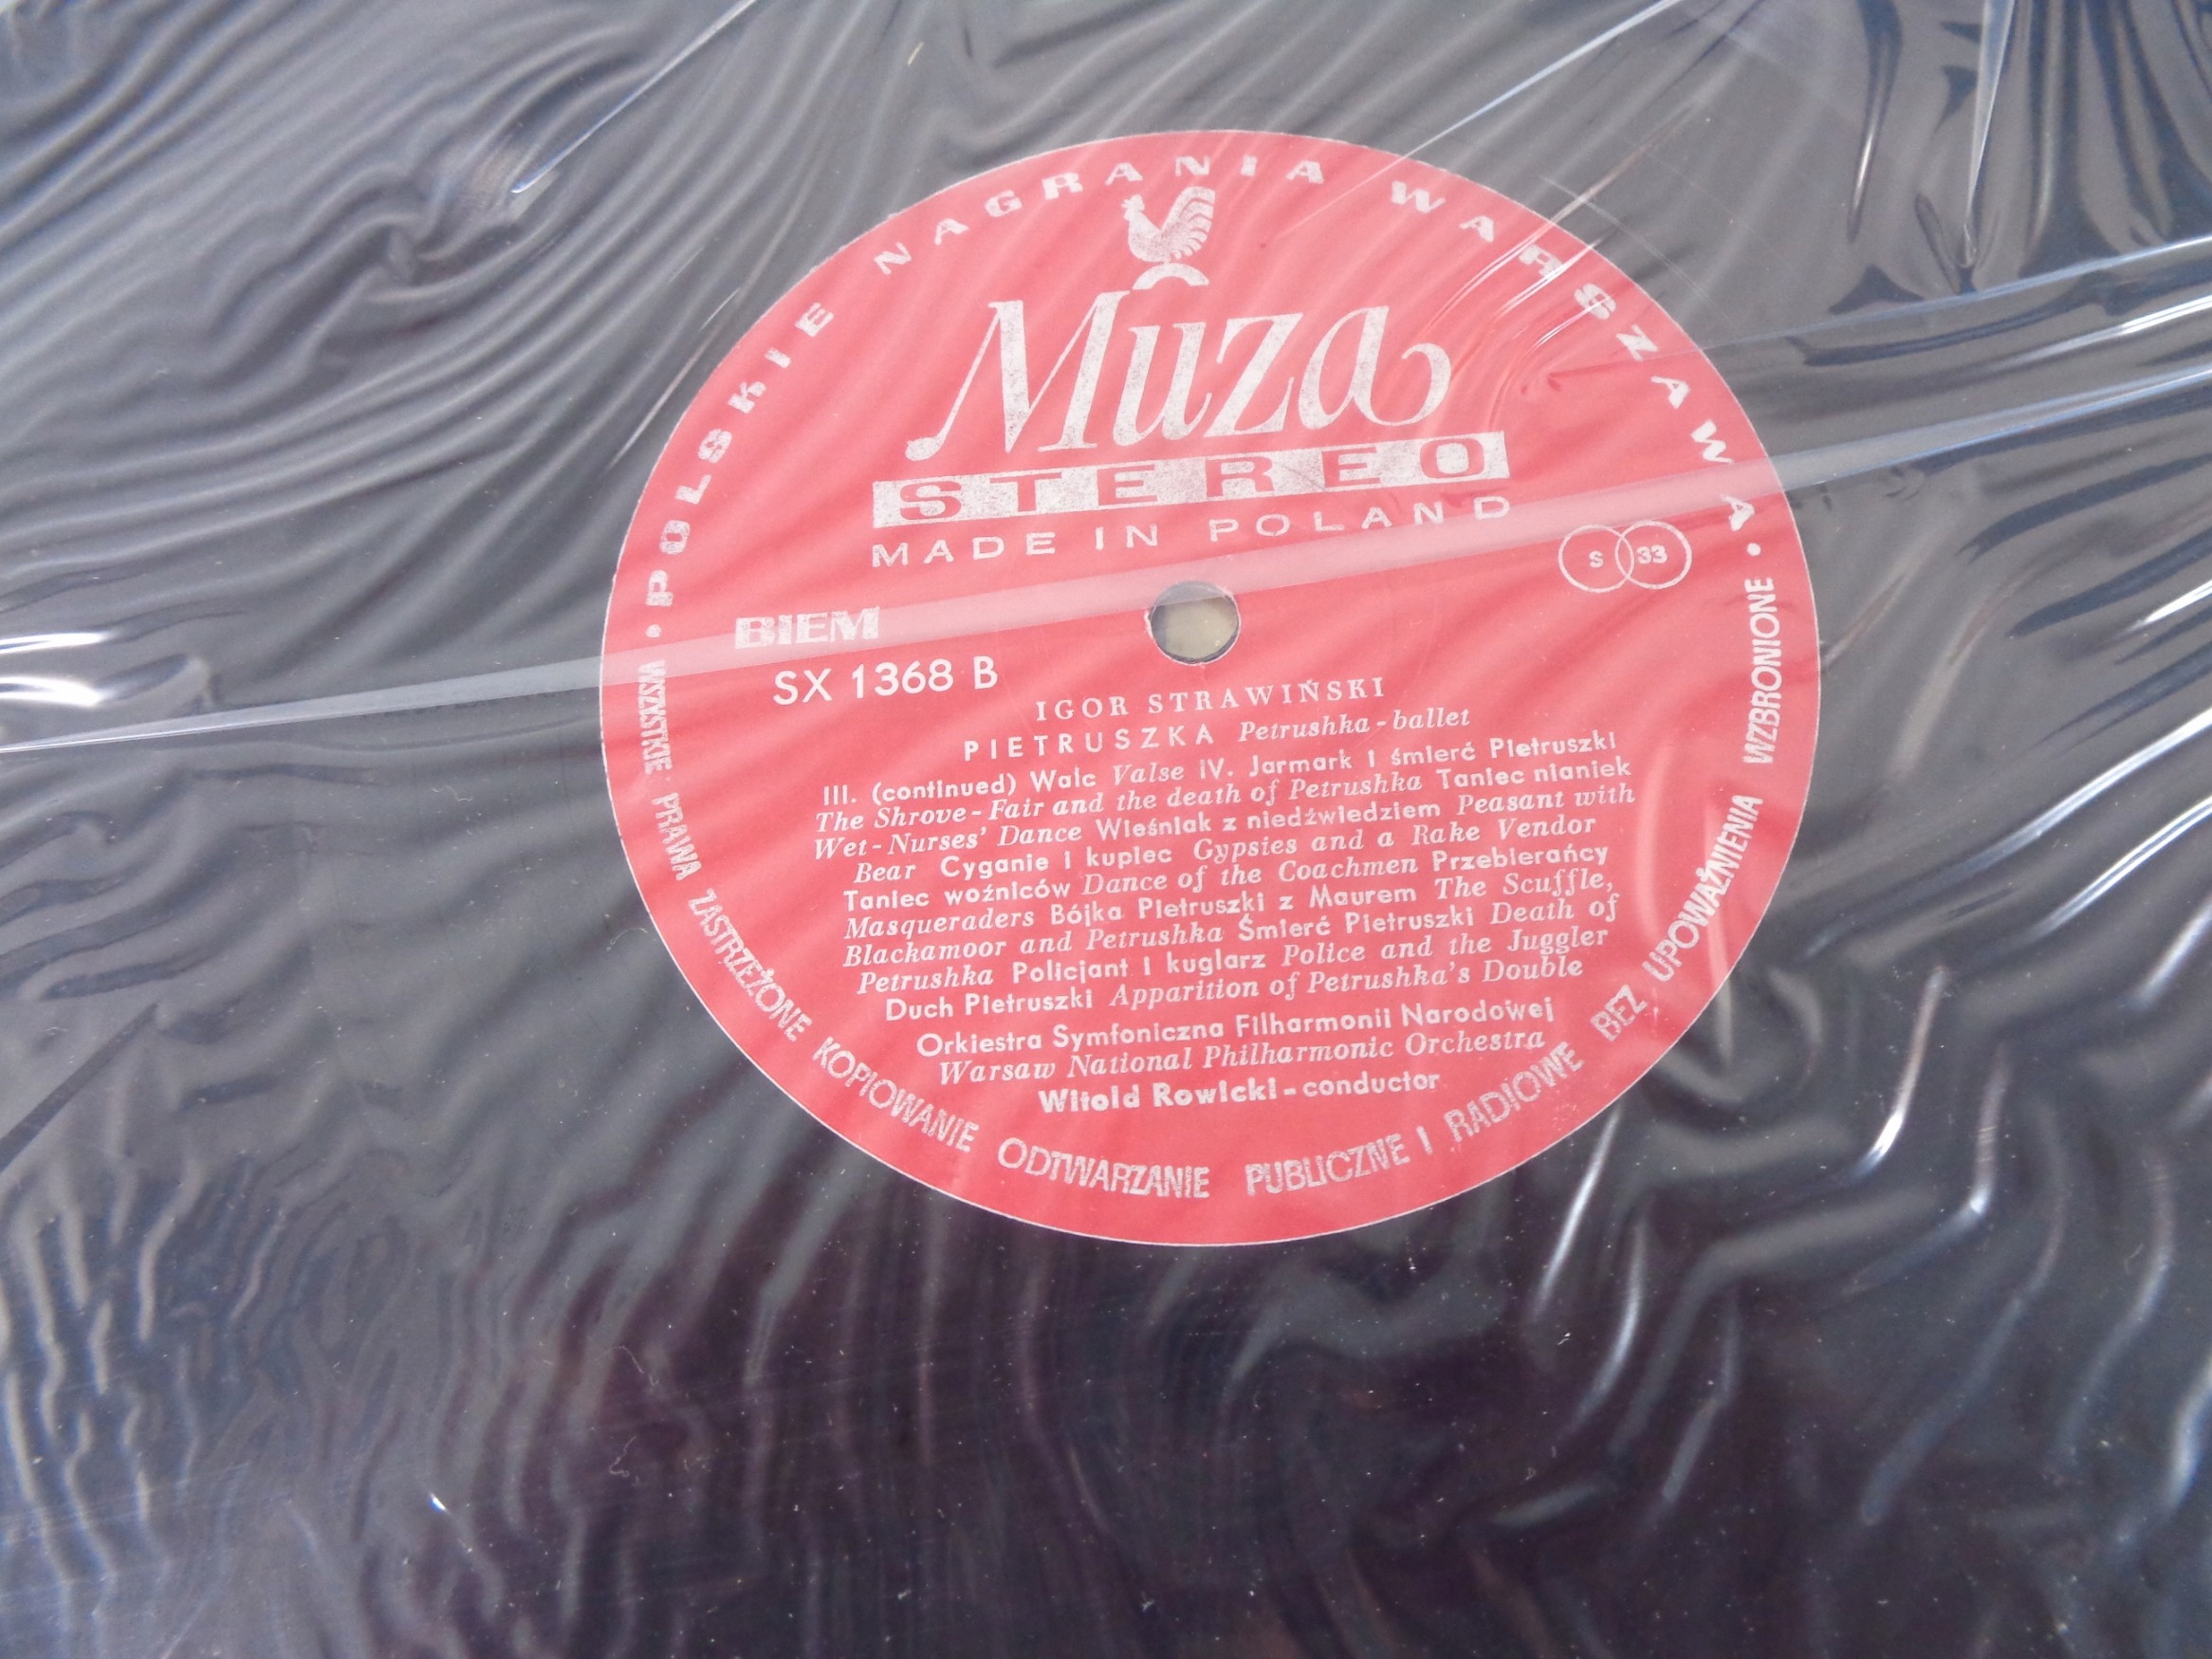 • POLSKIE NAGRANIA WARSZAWA •
Muza
STEREO
MADE IN POLAND
S 33
BIEM
SX 1368 B
IGOR STRAWIŃSKI
PIETRUSZKA Petrushka - ballet
III. (continued) Walc Valse IV. Jarmark i śmierć Pietruszki
The Shrove - Fair and the death of Petrushka Taniec nianiek
Wet - Nurses' Dance Wieśniak z niedźwiedziem Peasant with
Bear Cyganie i kupiec Gypsies and a Rake Vendor
Taniec woźniców Dance of the Coachmen Przebierańcy
Masqueraders Bójka Pietruszki z Maurem The Scuffle,
Blackamoor and Petrushka Śmierć Pietruszki Death of
Petrushka Policjant i kuglarz Police and the Juggler
Duch Pietruszki Apparition of Petrushka's Double
Orkiestra Symfoniczna Filharmonii Narodowej
Warsaw National Philharmonic Orchestra
Witold Rowicki - conductor
WSZYSTKIE PRAWA ZASTRZEŻONE KOPIOWANIE ODTWARZANIE PUBLICZNE I RADIOWE BEZ UPOWAŻNIENIA WZBRONIONE